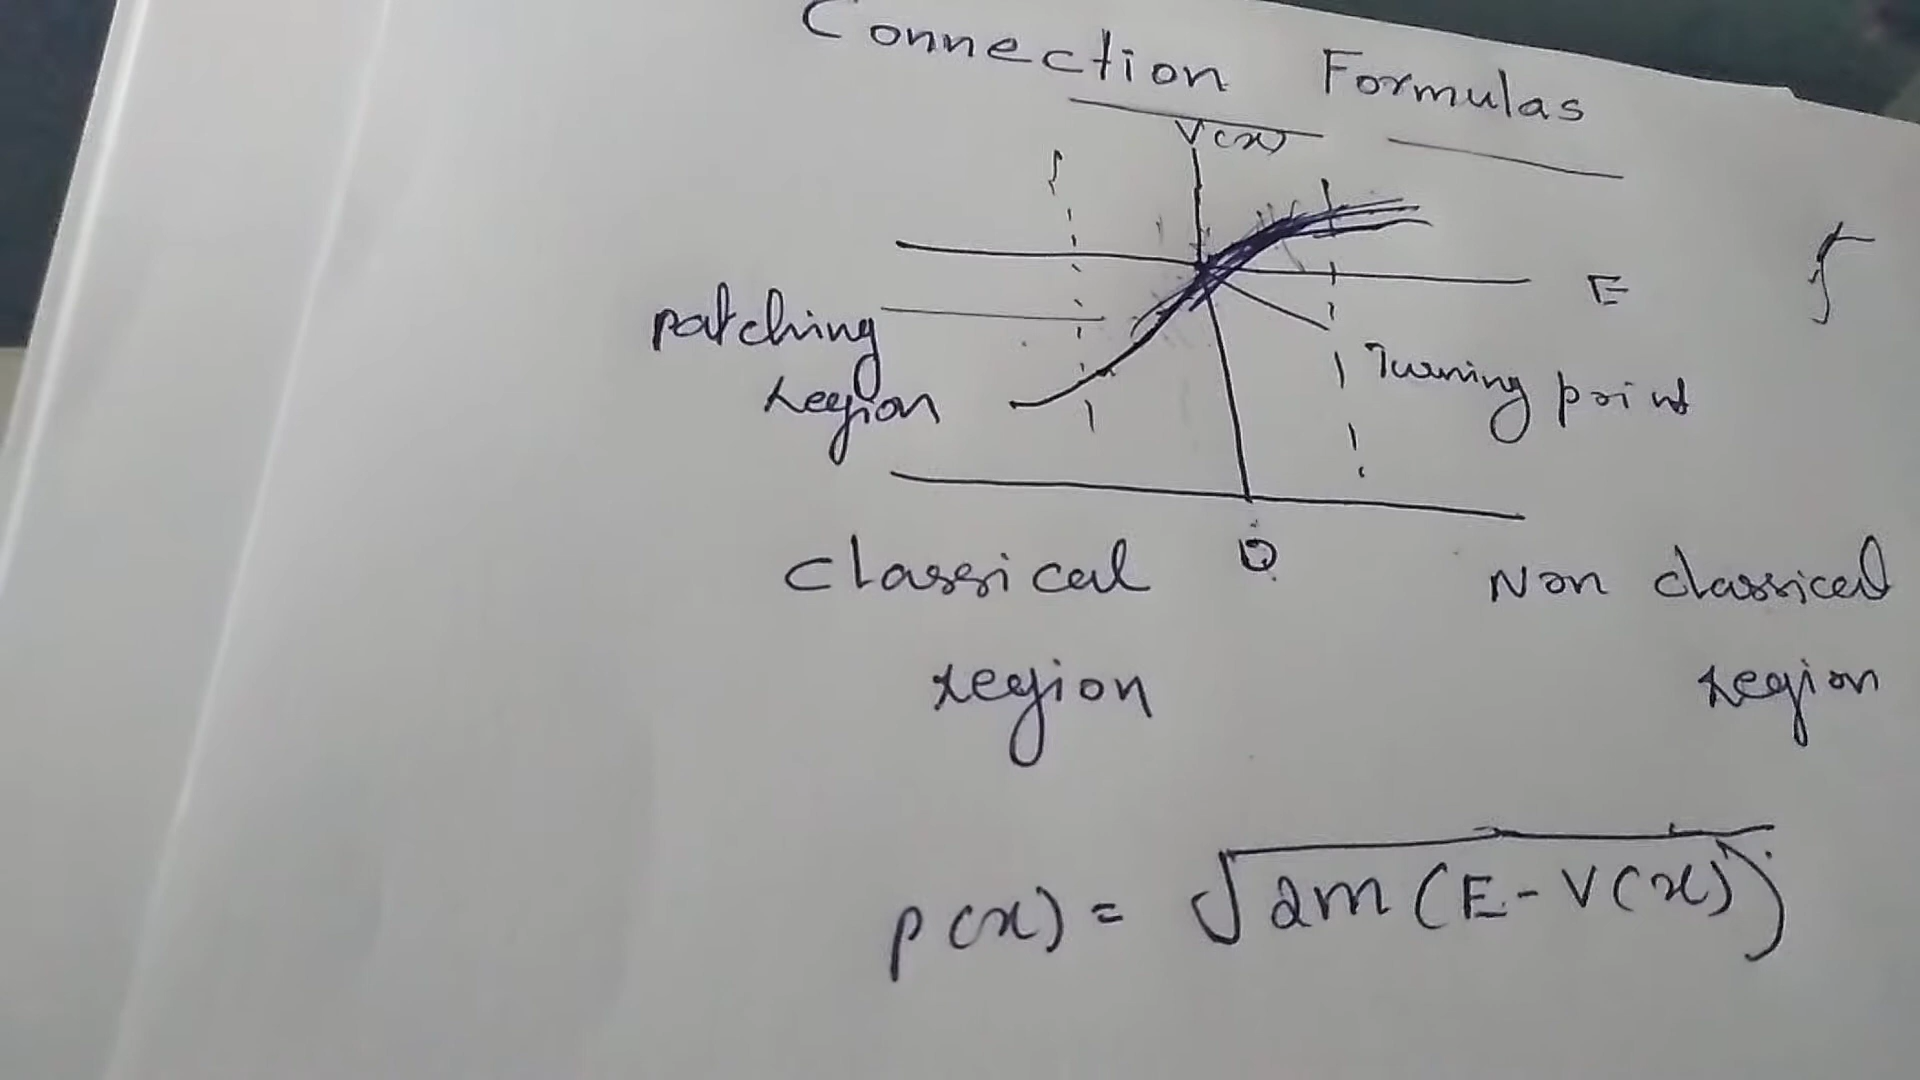 Connection Formulas
V(x)
E
patching
region
Turning point
0
Classical
region
Non classical
region
p(x) = √2m(E-V(x))